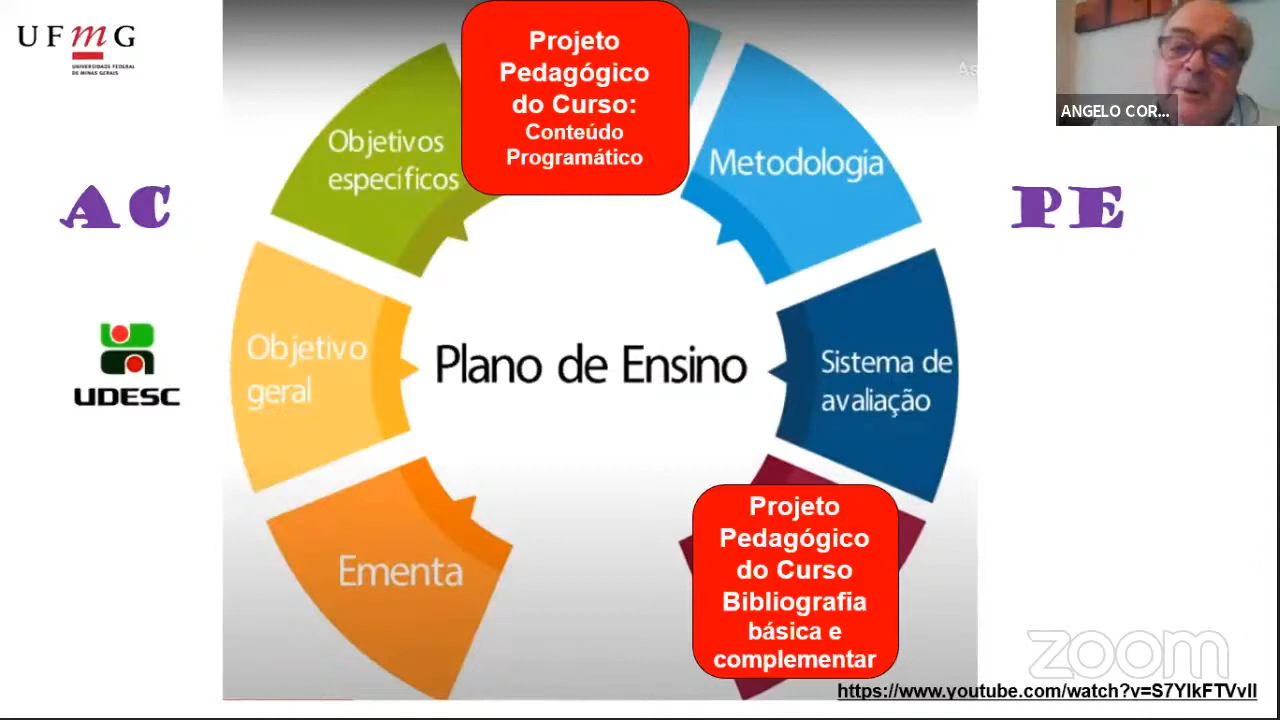 UFMG
UNIVERSIDADE FEDERAL
DE MINAS GERAIS
Projeto
Pedagógico
do Curso:
Conteúdo
Programático
As
ANGELO COR...
Objetivos
específicos
Metodologia
AC
PE
Objetivo
geral
Plano de Ensino
Sistema de
avaliação
UDESC
Ementa
Projeto
Pedagógico
do Curso
Bibliografia
básica e
complementar
zoom
https://www.youtube.com/watch?v=S7YlkFTVvlI